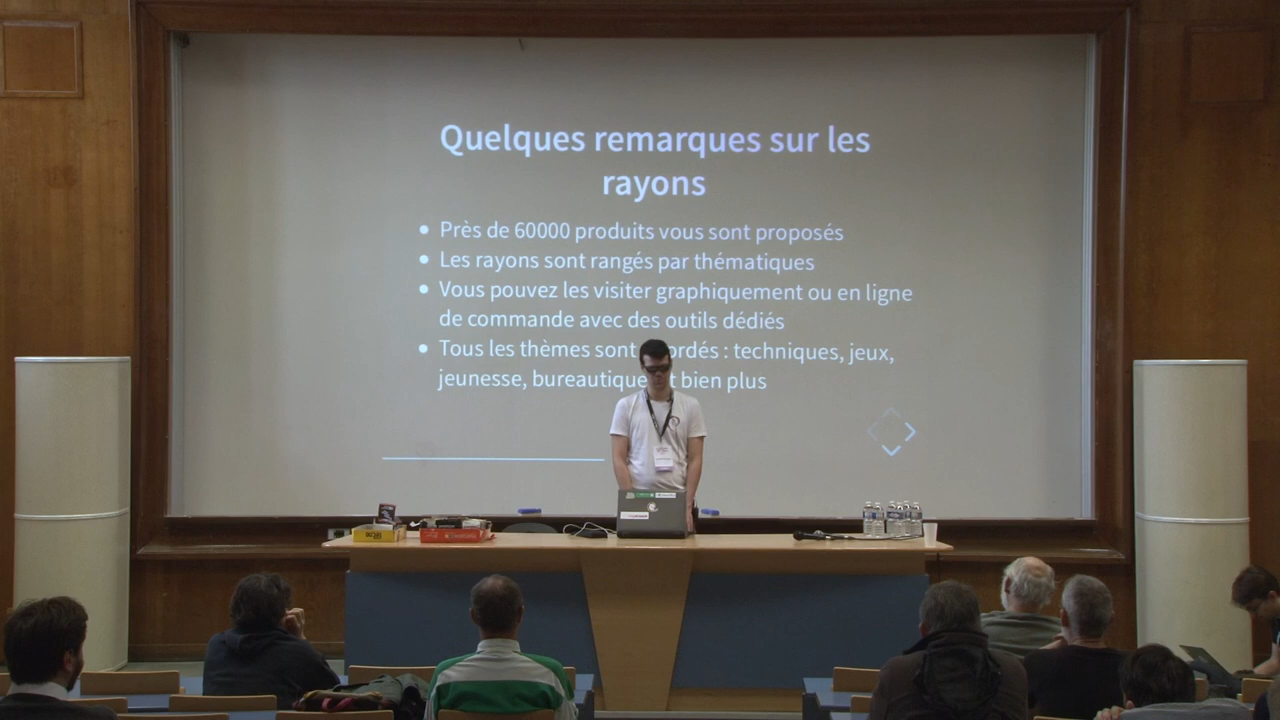 Quelques remarques sur les
rayons
Près de 60000 produits vous sont proposés
Les rayons sont rangés par thématiques
Vous pouvez les visiter graphiquement ou en ligne
de commande avec des outils dédiés
Tous les thèmes sont ordés : techniques, jeux,
jeunesse, bureautique t bien plus